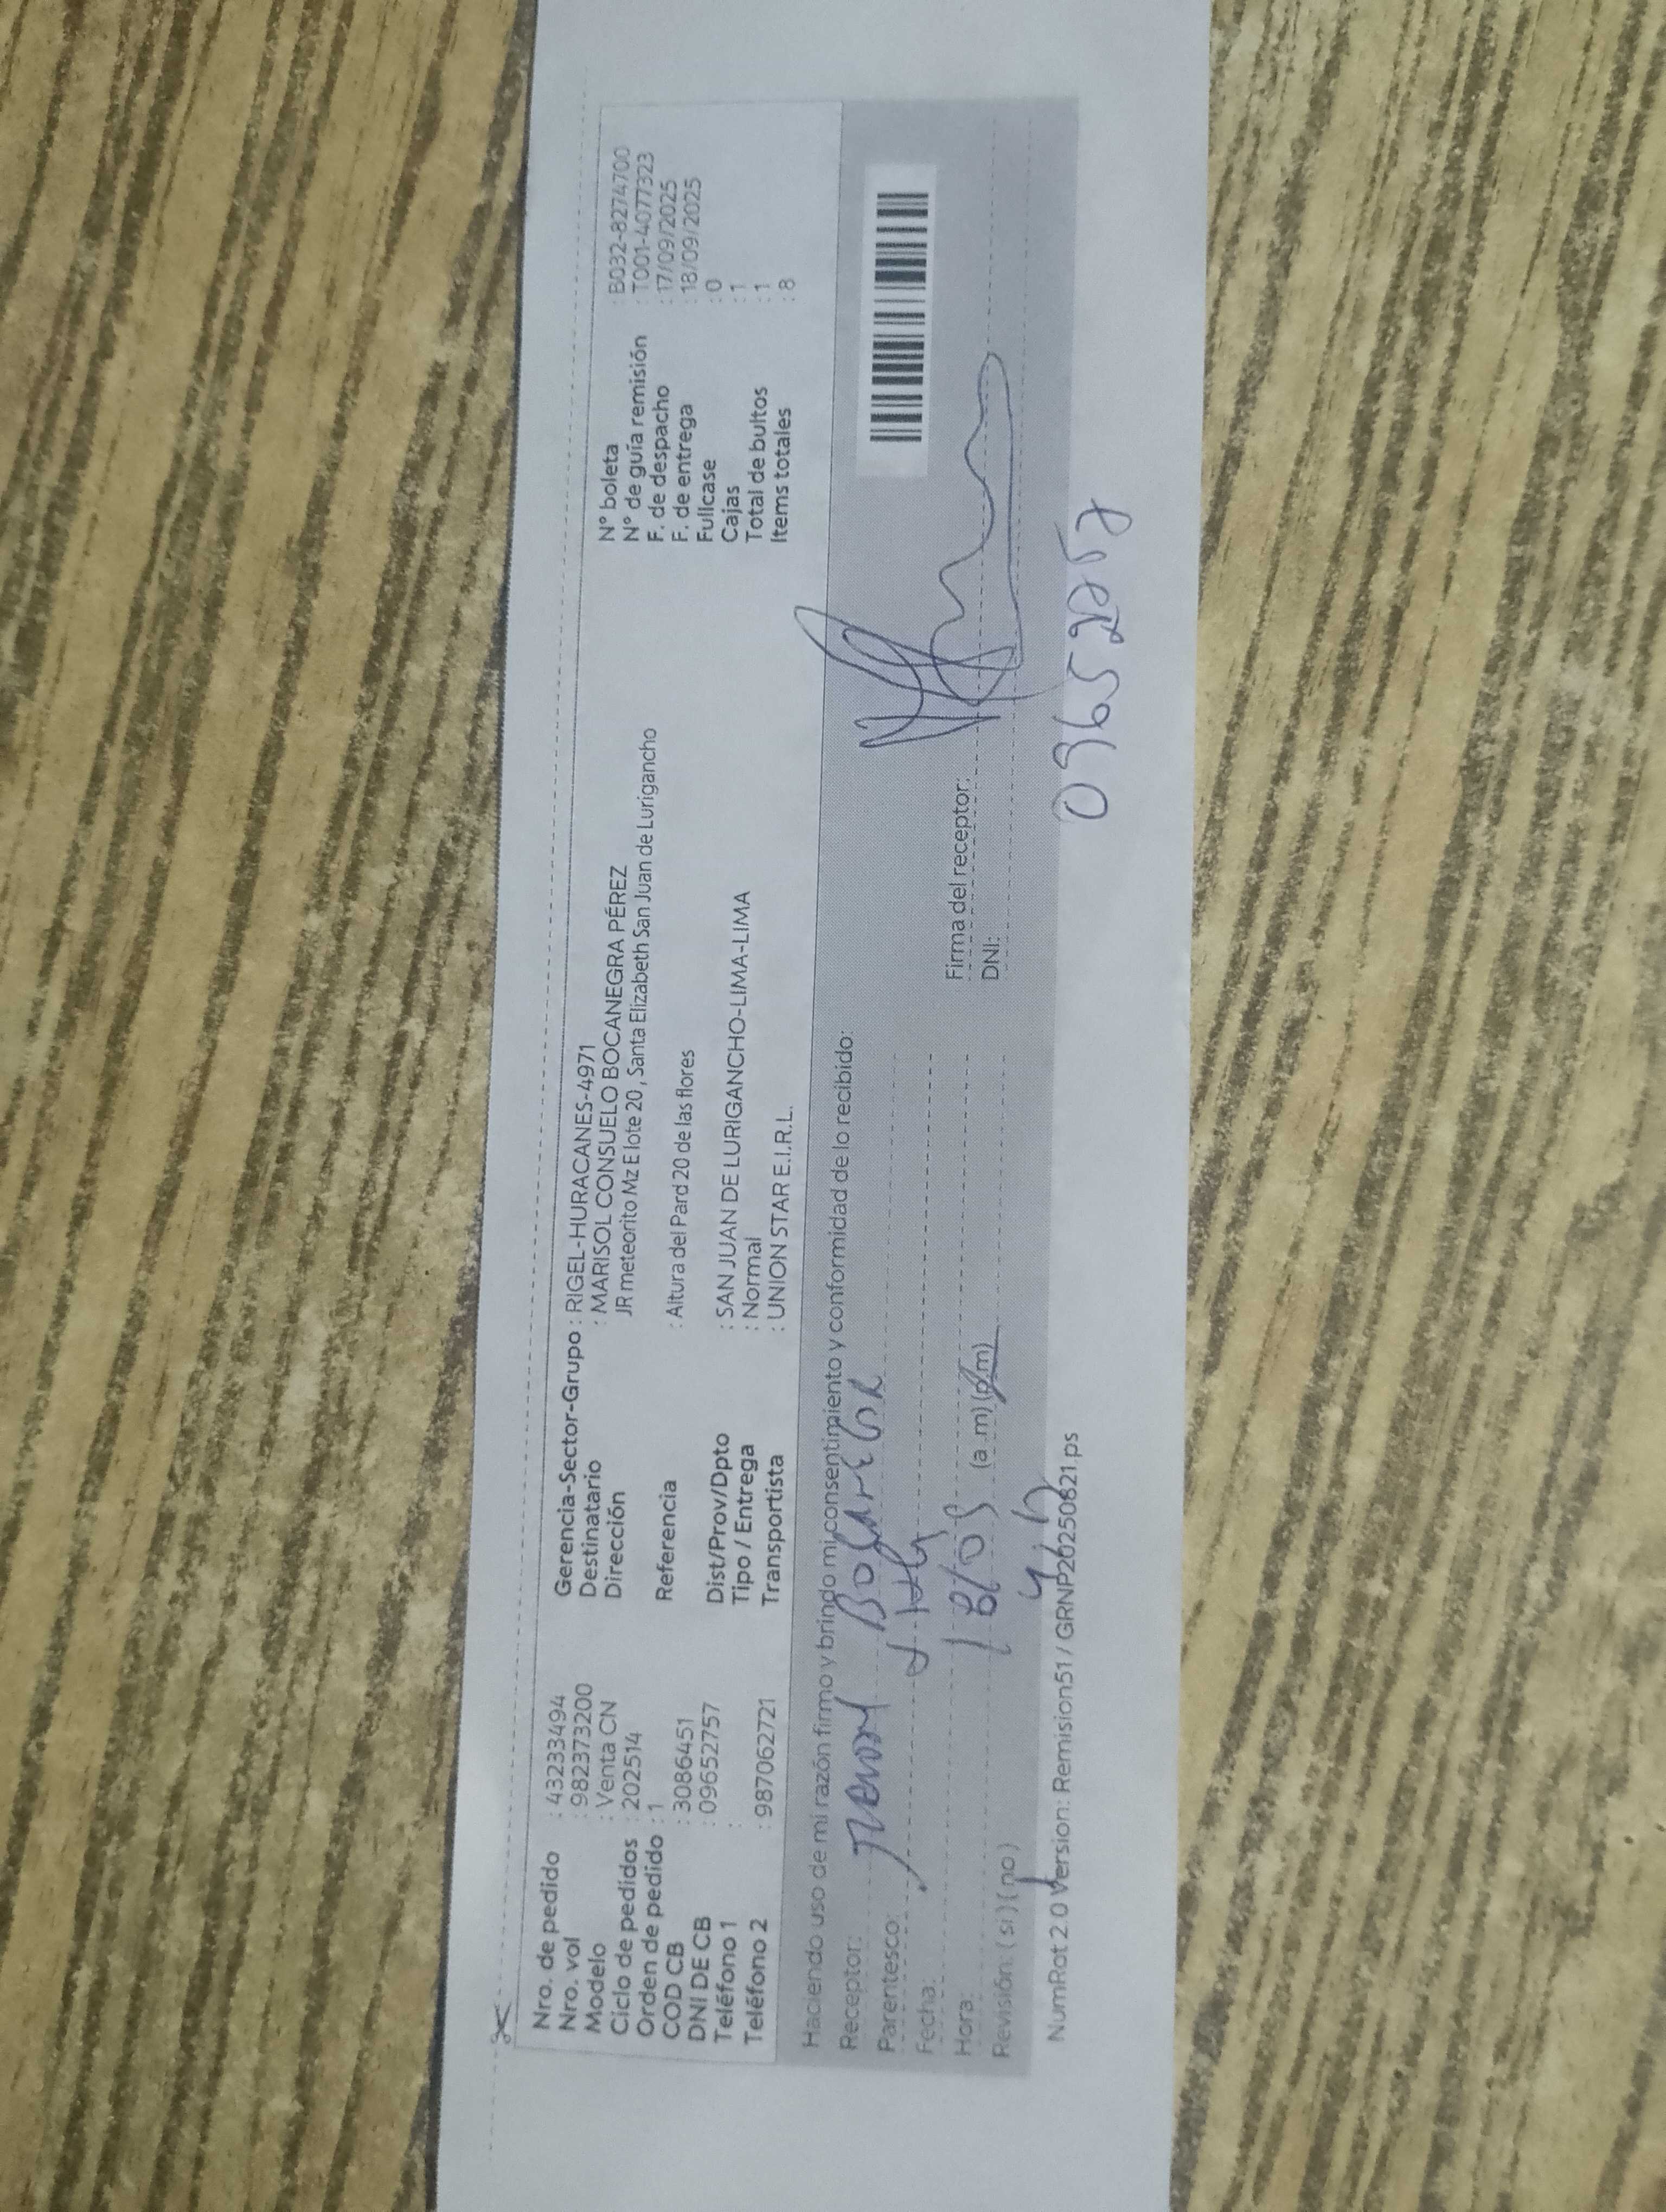 Nro. de pedido : 43233494
Nro. vol : 982373200
Modelo : Venta CN
Ciclo de pedidos : 202514
Orden de pedido : 1
COD CB : 3086451
DNI DE CB : 09652757
Teléfono 1 :
Teléfono 2 : 987062721
Gerencia-Sector-Grupo : RIGEL-HURACANES-4971
Destinatario : MARISOL CONSUELO BOCANEGRA PÉREZ
Dirección JR meteorito Mz E lote 20 , Santa Elizabeth San Juan de Lurigancho
Referencia : Altura del Pard 20 de las flores
Dist/Prov/Dpto : SAN JUAN DE LURIGANCHO-LIMA-LIMA
Tipo / Entrega : Normal
Transportista : UNION STAR E.I.R.L.
N° boleta : B032-8274700
N° de guía remisión : T001-4077323
F. de despacho : 17/09/2025
F. de entrega : 18/09/2025
Fullcase : 0
Cajas : 1
Total de bultos : 1
Items totales : 8
Haciendo uso de mi razón firmo y brindo mi consentimiento y conformidad de lo recibido:
Receptor:
Parentesco:
Fecha:
Hora: (a .m) (p/m)
Revisión: ( si ) ( no )
Firma del receptor:
DNI:
NumRot 2.0 Version: Remision51 / GRNP20250821.ps